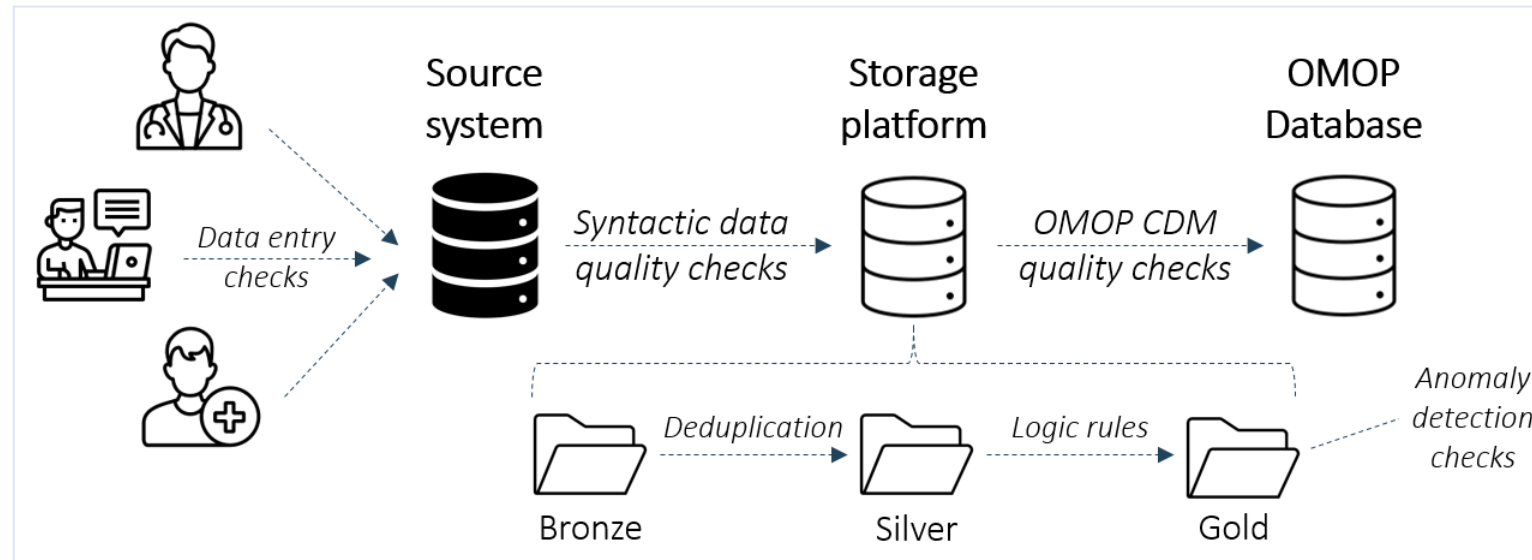 Source
system
Storage
platform
OMOP
Database
Data entry
checks
Syntactic data
quality checks
OMOP CDM
quality checks
Deduplication
Logic rules
Anomaly
detection
checks
Bronze
Silver
Gold